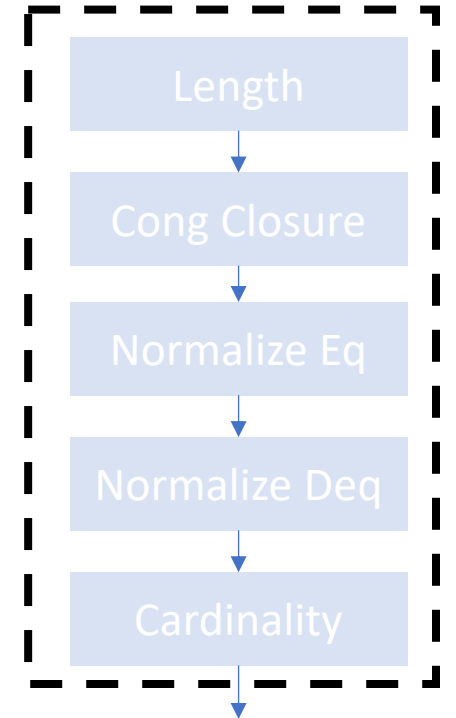 Length
Cong Closure
Normalize Eq
Normalize Deq
Cardinality